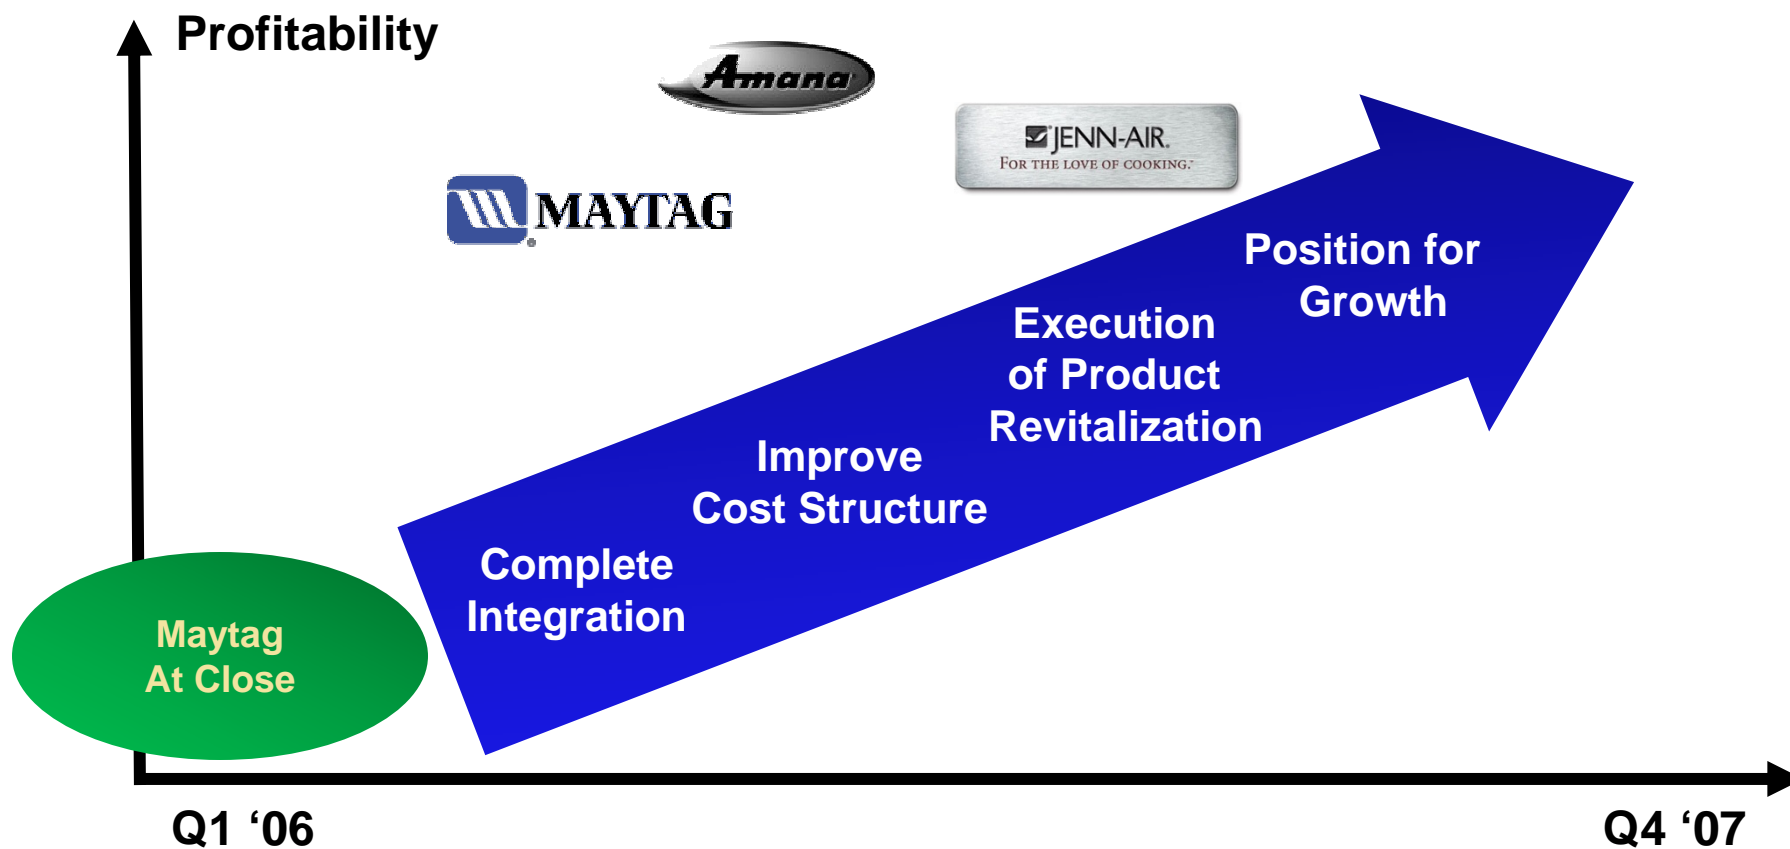 Profitability
Amana
JENN-AIR.
FOR THE LOVE OF COOKING.™
MAYTAG
Position for
Growth
Execution
of Product
Revitalization
Improve
Cost Structure
Complete
Integration
Maytag
At Close
Q1 ‘06
Q4 ‘07